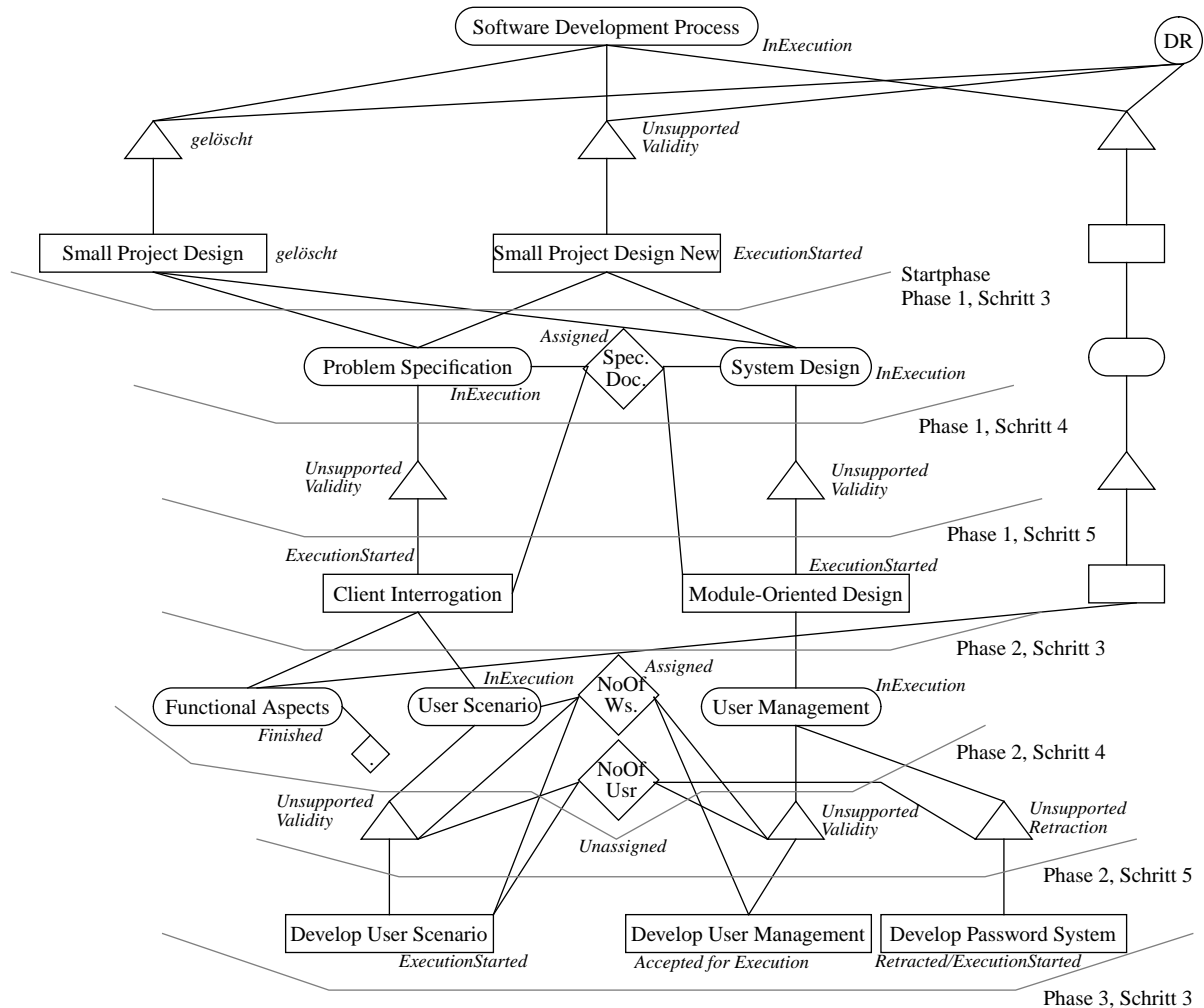 Software Development Process
InExecution
DR
gelöscht
Unsupported
Validity
Small Project Design
gelöscht
Small Project Design New
ExecutionStarted
Startphase
Phase 1, Schritt 3
Assigned
Problem Specification
Spec.
Doc.
System Design
InExecution
InExecution
Phase 1, Schritt 4
Unsupported
Validity
Unsupported
Validity
Phase 1, Schritt 5
ExecutionStarted
ExecutionStarted
Client Interrogation
Module-Oriented Design
Phase 2, Schritt 3
Assigned
InExecution
InExecution
Functional Aspects
User Scenario
NoOf
Ws.
User Management
Finished
.
Phase 2, Schritt 4
NoOf
Usr
Unsupported
Validity
Unsupported
Validity
Unsupported
Retraction
Unassigned
Phase 2, Schritt 5
Develop User Scenario
Develop User Management
Develop Password System
ExecutionStarted
Accepted for Execution
Retracted/ExecutionStarted
Phase 3, Schritt 3